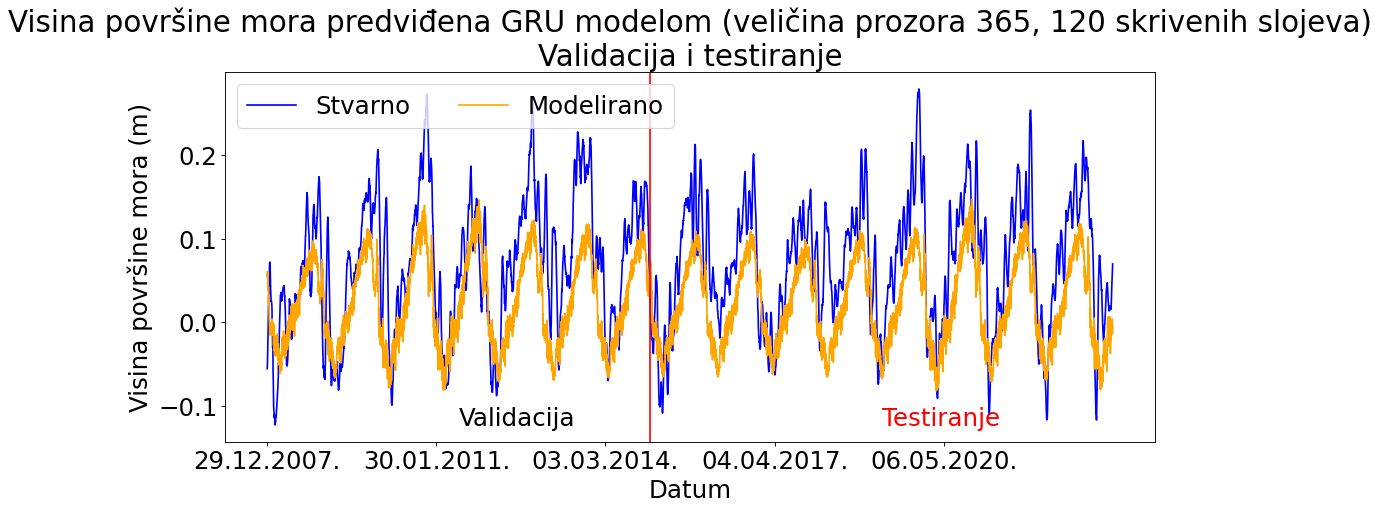 Visina površine mora predviđena GRU modelom (veličina prozora 365, 120 skrivenih slojeva)
Validacija i testiranje
Stvarno Modelirano
Visina površine mora (m)
0.2
0.1
0.0
−0.1
Validacija Testiranje
29.12.2007. 30.01.2011. 03.03.2014. 04.04.2017. 06.05.2020.
Datum